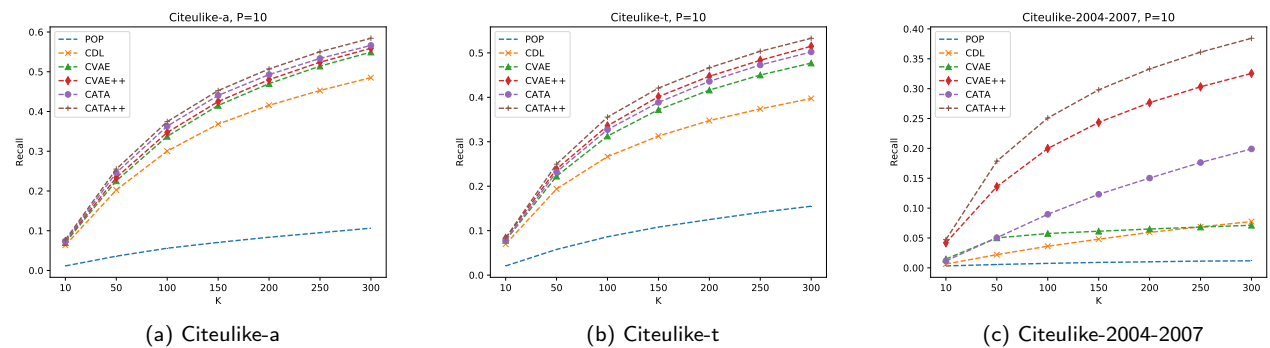 Citeulike-a, P=10
POP
CDL
CVAE
CVAE++
CATA
CATA++
Recall
0.6
0.5
0.4
0.3
0.2
0.1
0.0
10 50 100 150 200 250 300
K
(a) Citeulike-a
Citeulike-t, P=10
POP
CDL
CVAE
CVAE++
CATA
CATA++
Recall
0.5
0.4
0.3
0.2
0.1
0.0
10 50 100 150 200 250 300
K
(b) Citeulike-t
Citeulike-2004-2007, P=10
POP
CDL
CVAE
CVAE++
CATA
CATA++
Recall
0.40
0.35
0.30
0.25
0.20
0.15
0.10
0.05
0.00
10 50 100 150 200 250 300
K
(c) Citeulike-2004-2007